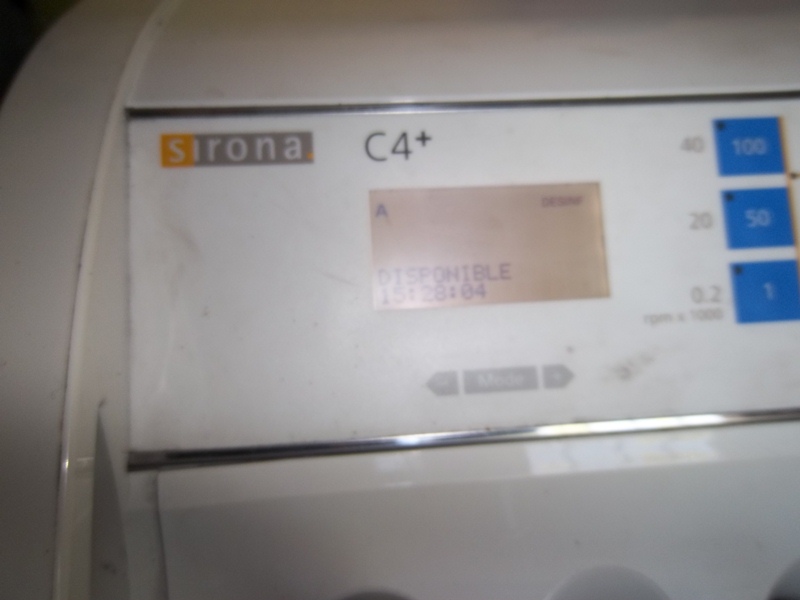 sirona.
C4+
A
DISPONIBLE
15:28:04
40 100
20 50
0.2 1
rpm x 1000
Mode